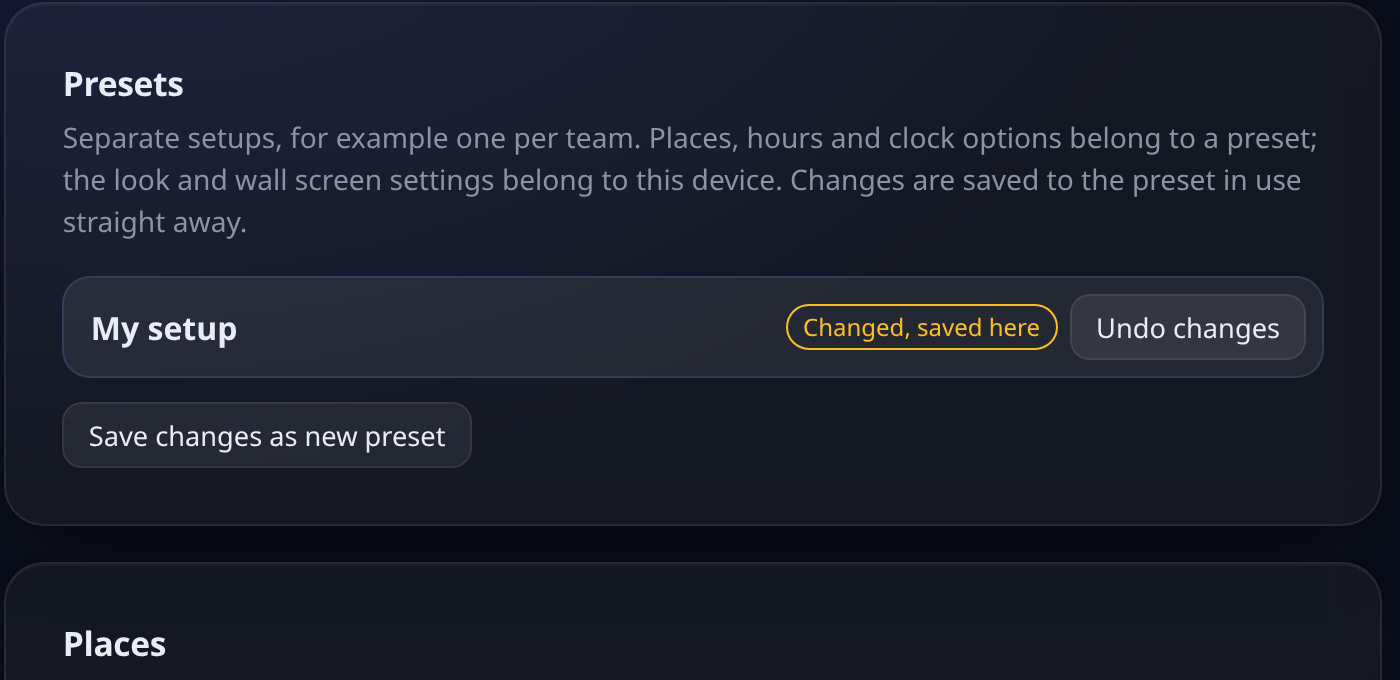 Presets
Separate setups, for example one per team. Places, hours and clock options belong to a preset;
the look and wall screen settings belong to this device. Changes are saved to the preset in use
straight away.
My setup
Changed, saved here
Undo changes
Save changes as new preset
Places